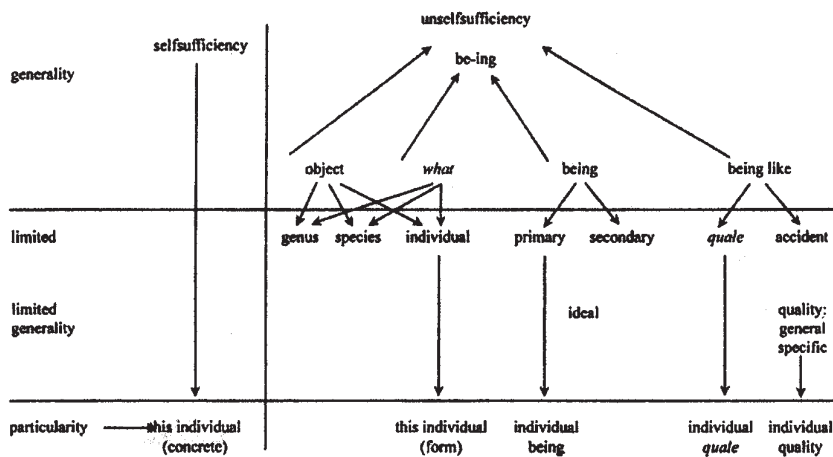 unselfsufficiency
selfsufficiency
generality
be-ing
object what being being like
limited genus species individual primary secondary quale accident
limited generality
ideal
quality:
general
specific
particularity this individual
(concrete)
this individual
(form)
individual
being
individual
quale
individual
quality